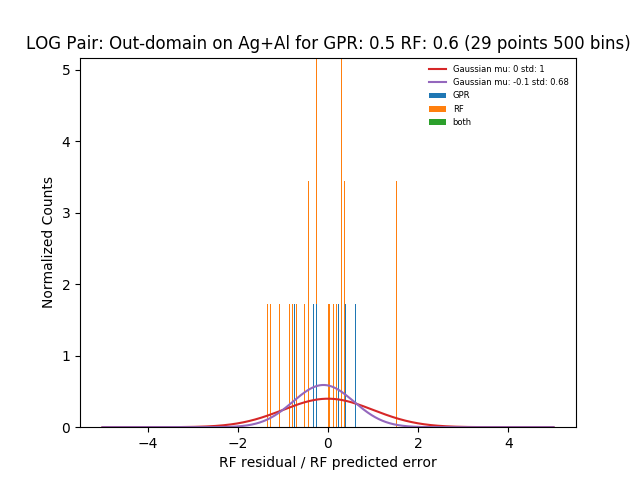 LOG Pair: Out-domain on Ag+Al for GPR: 0.5 RF: 0.6 (29 points 500 bins)
Gaussian mu: 0 std: 1
Gaussian mu: -0.1 std: 0.68
GPR
RF
both
Normalized Counts
5
4
3
2
1
0
−4 −2 0 2 4
RF residual / RF predicted error